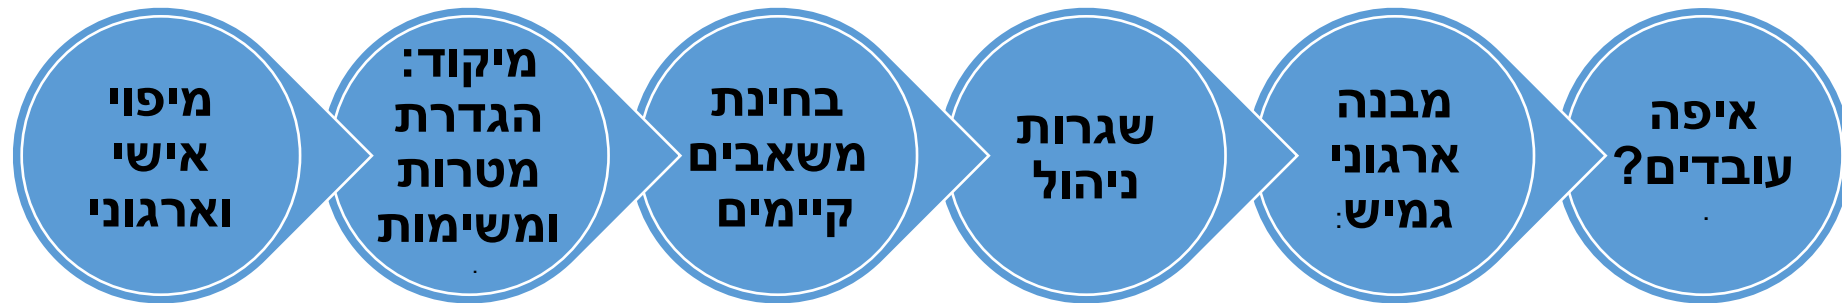 מיפוי
אישי
וארגוני
מיקוד:
הגדרת
מטרות
ומשימות
.
בחינת
משאבים
קיימים
שגרות
ניהול
מבנה
ארגוני
גמיש:
איפה
עובדים?
.